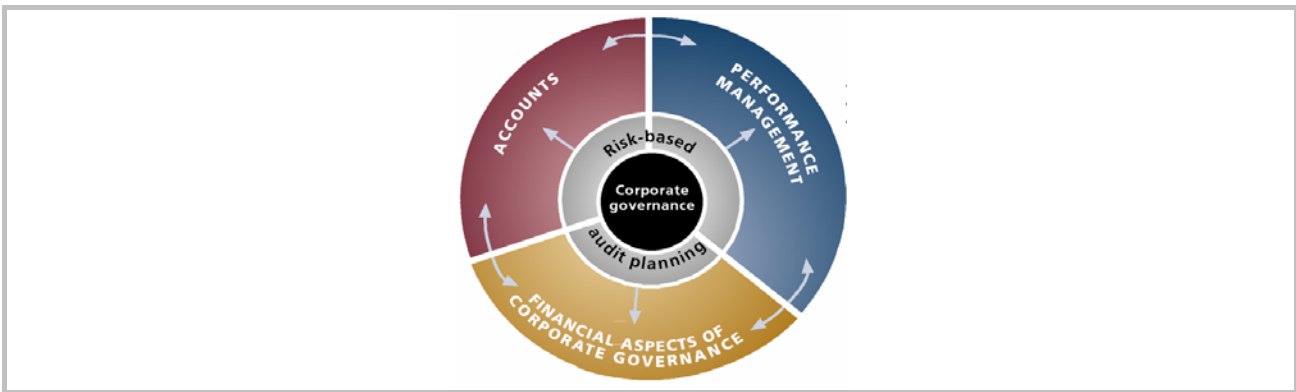 ACCOUNTS
PERFORMANCE
MANAGEMENT
Risk-based
Corporate
governance
audit planning
FINANCIAL ASPECTS OF
CORPORATE GOVERNANCE